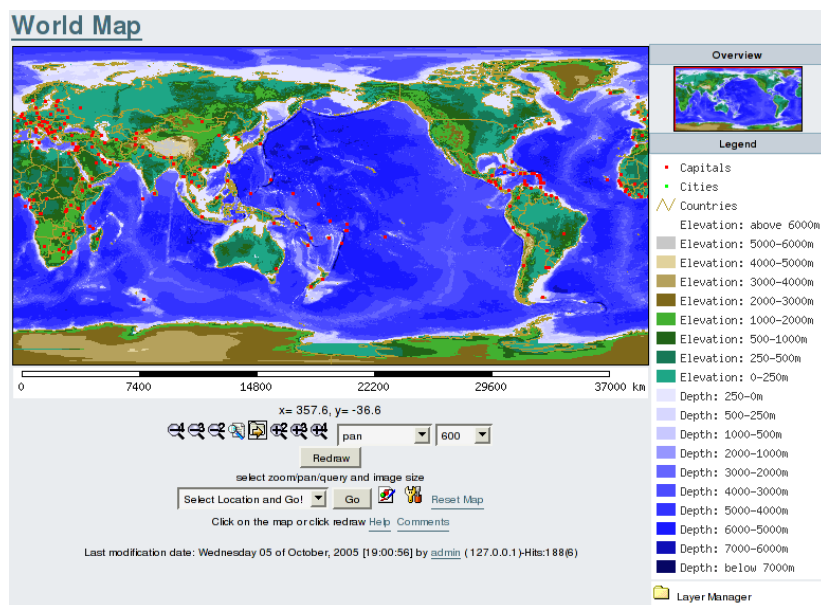 World Map
Overview
Legend
Capitals
Cities
Countries
Elevation: above 6000m
Elevation: 5000-6000m
Elevation: 4000-5000m
Elevation: 3000-4000m
Elevation: 2000-3000m
Elevation: 1000-2000m
Elevation: 500-1000m
Elevation: 250-500m
Elevation: 0-250m
Depth: 250-0m
Depth: 500-250m
Depth: 1000-500m
Depth: 2000-1000m
Depth: 3000-2000m
Depth: 4000-3000m
Depth: 5000-4000m
Depth: 6000-5000m
Depth: 7000-6000m
Depth: below 7000m
Layer Manager
0 7400 14800 22200 29600 37000 km
x= 357.6, y= -36.6
4 3 2 2 3 4 pan 600
Redraw
select zoom/pan/query and image size
Select Location and Go! Go Reset Map
Click on the map or click redraw Help Comments
Last modification date: Wednesday 05 of October, 2005 [19:00:56] by admin (127.0.0.1)-Hits:188(6)